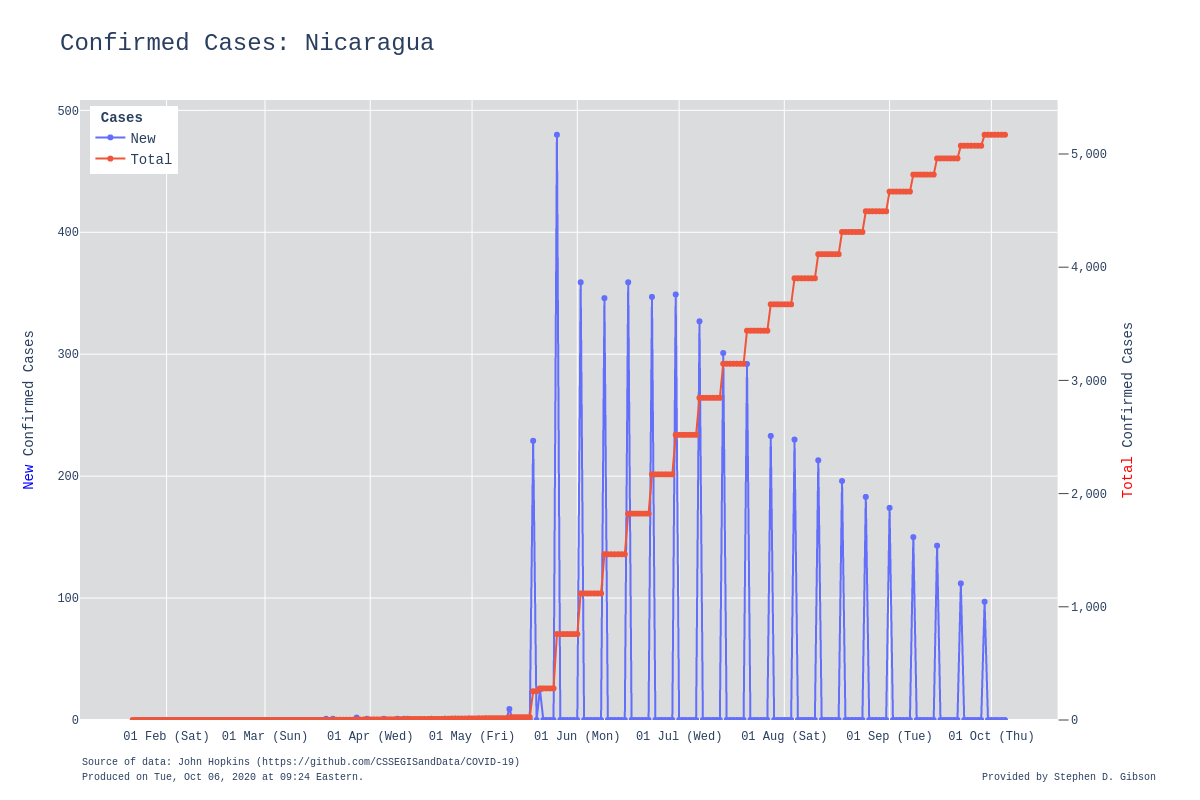 Confirmed Cases: Nicaragua
Cases
New
Total
500
400
300
200
100
0
5,000
4,000
3,000
2,000
1,000
0
New Confirmed Cases
Total Confirmed Cases
01 Feb (Sat) 01 Mar (Sun) 01 Apr (Wed) 01 May (Fri) 01 Jun (Mon) 01 Jul (Wed) 01 Aug (Sat) 01 Sep (Tue) 01 Oct (Thu)
Source of data: John Hopkins (https://github.com/CSSEGISandData/COVID-19)
Produced on Tue, Oct 06, 2020 at 09:24 Eastern.
Provided by Stephen D. Gibson